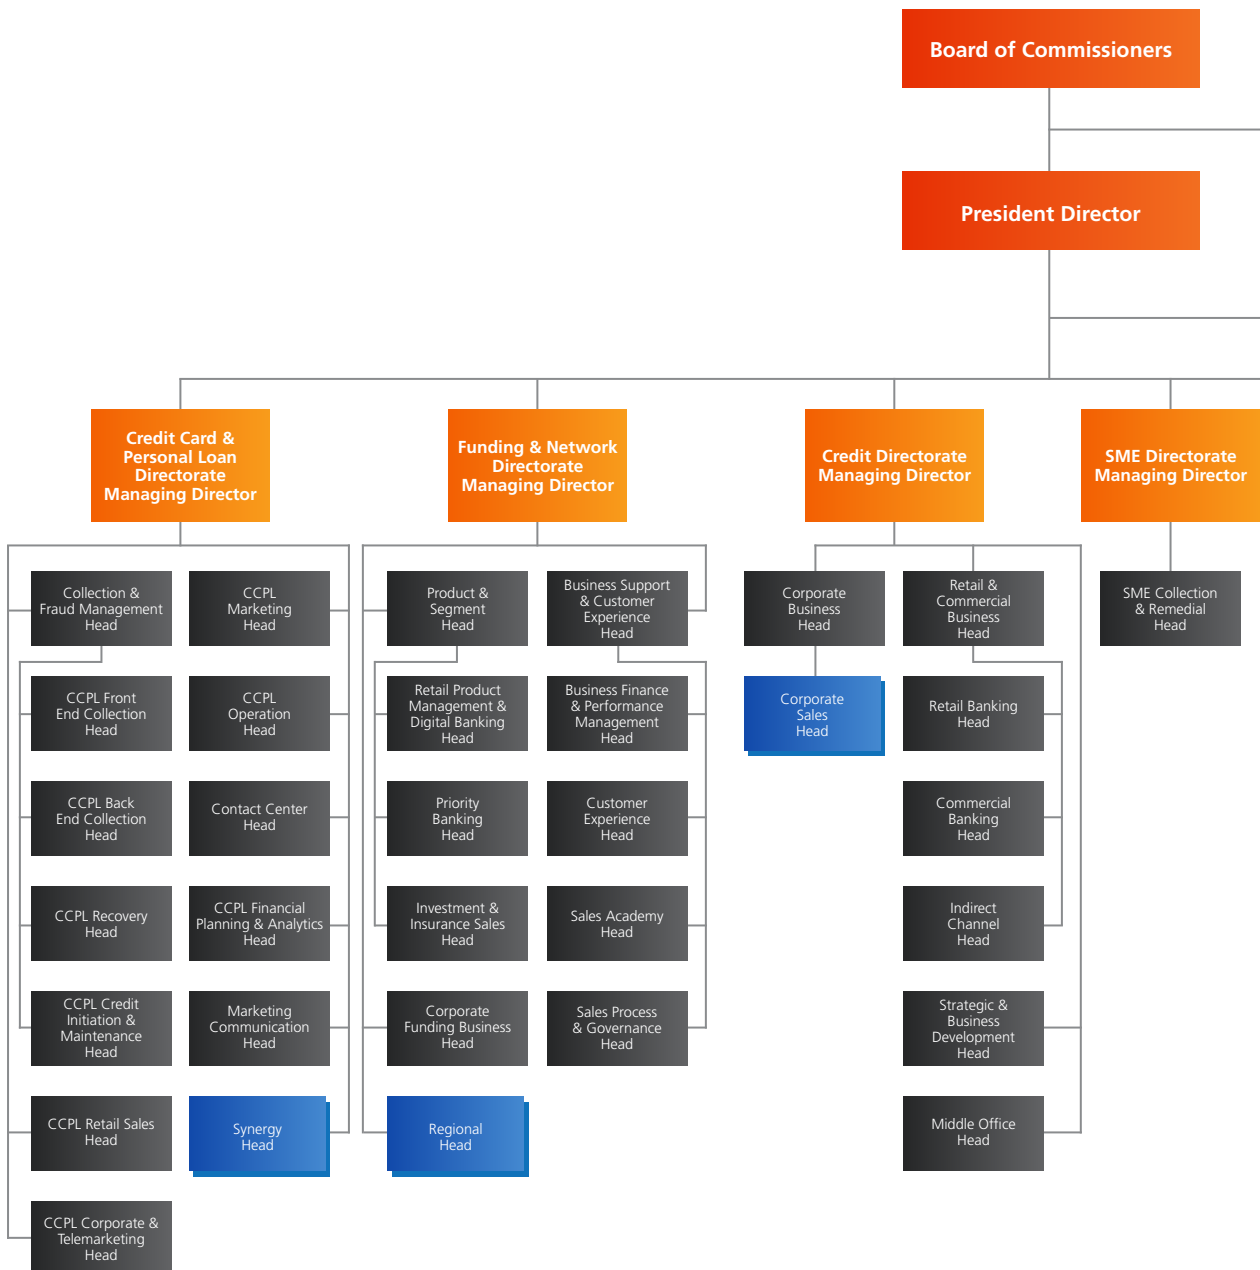 Board of Commissioners
President Director
Credit Card &
Personal Loan
Directorate
Managing Director
Funding & Network
Directorate
Managing Director
Credit Directorate
Managing Director
SME Directorate
Managing Director
Collection &
Fraud Management
Head
CCPL
Marketing
Head
Product &
Segment
Head
Business Support
& Customer
Experience
Head
Corporate
Business
Head
Retail &
Commercial
Business
Head
SME Collection
& Remedial
Head
CCPL Front
End Collection
Head
CCPL
Operation
Head
Retail Product
Management &
Digital Banking
Head
Business Finance
& Performance
Management
Head
Corporate
Sales
Head
Retail Banking
Head
CCPL Back
End Collection
Head
Contact Center
Head
Priority
Banking
Head
Customer
Experience
Head
Commercial
Banking
Head
CCPL Recovery
Head
CCPL Financial
Planning & Analytics
Head
Investment &
Insurance Sales
Head
Sales Academy
Head
Indirect
Channel
Head
CCPL Credit
Initiation &
Maintenance
Head
Marketing
Communication
Head
Corporate
Funding Business
Head
Sales Process
& Governance
Head
Strategic &
Business
Development
Head
CCPL Retail Sales
Head
Synergy
Head
Regional
Head
Middle Office
Head
CCPL Corporate &
Telemarketing
Head